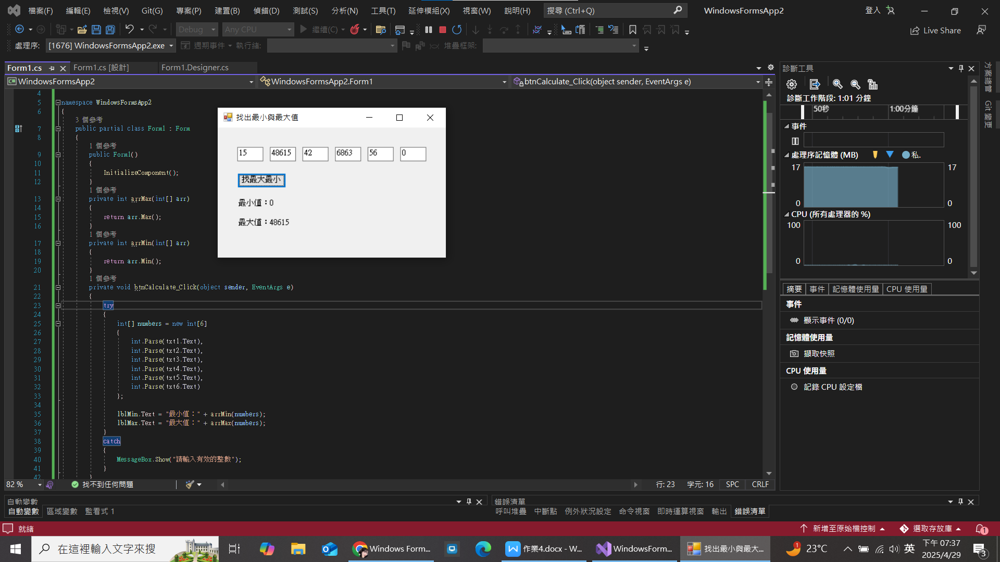 檔案(F) 編輯(E) 檢視(V) Git(G) 專案(P) 建置(B) 偵錯(D) 測試(S) 分析(N) 工具(T) 延伸模組(X) 視窗(W) 說明(H) 搜尋 (Ctrl+Q) WindowsFormsApp2 登入
Debug Any CPU 繼續(C) Live Share
處理序: [1676] WindowsFormsApp2.exe 週期事件 執行緒: 堆疊框架:
Form1.cs Form1.cs [設計] Form1.Designer.cs
WindowsFormsApp2 WindowsFormsApp2.Form1 btnCalculate_Click(object sender, EventArgs e)
4
5 namespace WindowsFormsApp2
6 {
3 個參考
7 public partial class Form1 : Form
8 {
1 個參考
9 public Form1()
10 {
11 InitializeComponent();
12 }
1 個參考
13 private int arrMax(int[] arr)
14 {
15 return arr.Max();
16 }
1 個參考
17 private int arrMin(int[] arr)
18 {
19 return arr.Min();
20 }
1 個參考
21 private void btnCalculate_Click(object sender, EventArgs e)
22 {
23 try
24 {
25 int[] numbers = new int[6]
26 {
27 int.Parse(txt1.Text),
28 int.Parse(txt2.Text),
29 int.Parse(txt3.Text),
30 int.Parse(txt4.Text),
31 int.Parse(txt5.Text),
32 int.Parse(txt6.Text)
33 };
34
35 lblMin.Text = "最小值：" + arrMin(numbers);
36 lblMax.Text = "最大值：" + arrMax(numbers);
37 }
38 catch
39 {
40 MessageBox.Show("請輸入有效的整數");
41 }
42 }
找出最小與最大值
15 48615 42 6863 56 0
找最大最小
最小值：0
最大值：48615
82 % 找不到任何問題 行: 23 字元: 16 SPC CRLF
診斷工具
診斷工作階段: 1:01 分鐘
50秒 1:00分鐘
事件
處理序記憶體 (MB) 私.
17 17
0 0
CPU (所有處理器的 %)
100 100
0 0
摘要 事件 記憶體使用量 CPU 使用量
事件
顯示事件 (0/0)
記憶體使用量
擷取快照
CPU 使用量
記錄 CPU 設定檔
方案總管
Git 變更
自動變數
自動變數 區域變數 監看式 1
錯誤清單
呼叫堆疊 中斷點 例外狀況設定 命令視窗 即時運算視窗 輸出 錯誤清單
就緒 新增至原始檔控制 選取存放庫 1
在這裡輸入文字來搜 Windows Form... 作業4.docx - W... WindowsForm... 找出最小與最大... 1 23°C 英 下午 07:37
2025/4/29 3